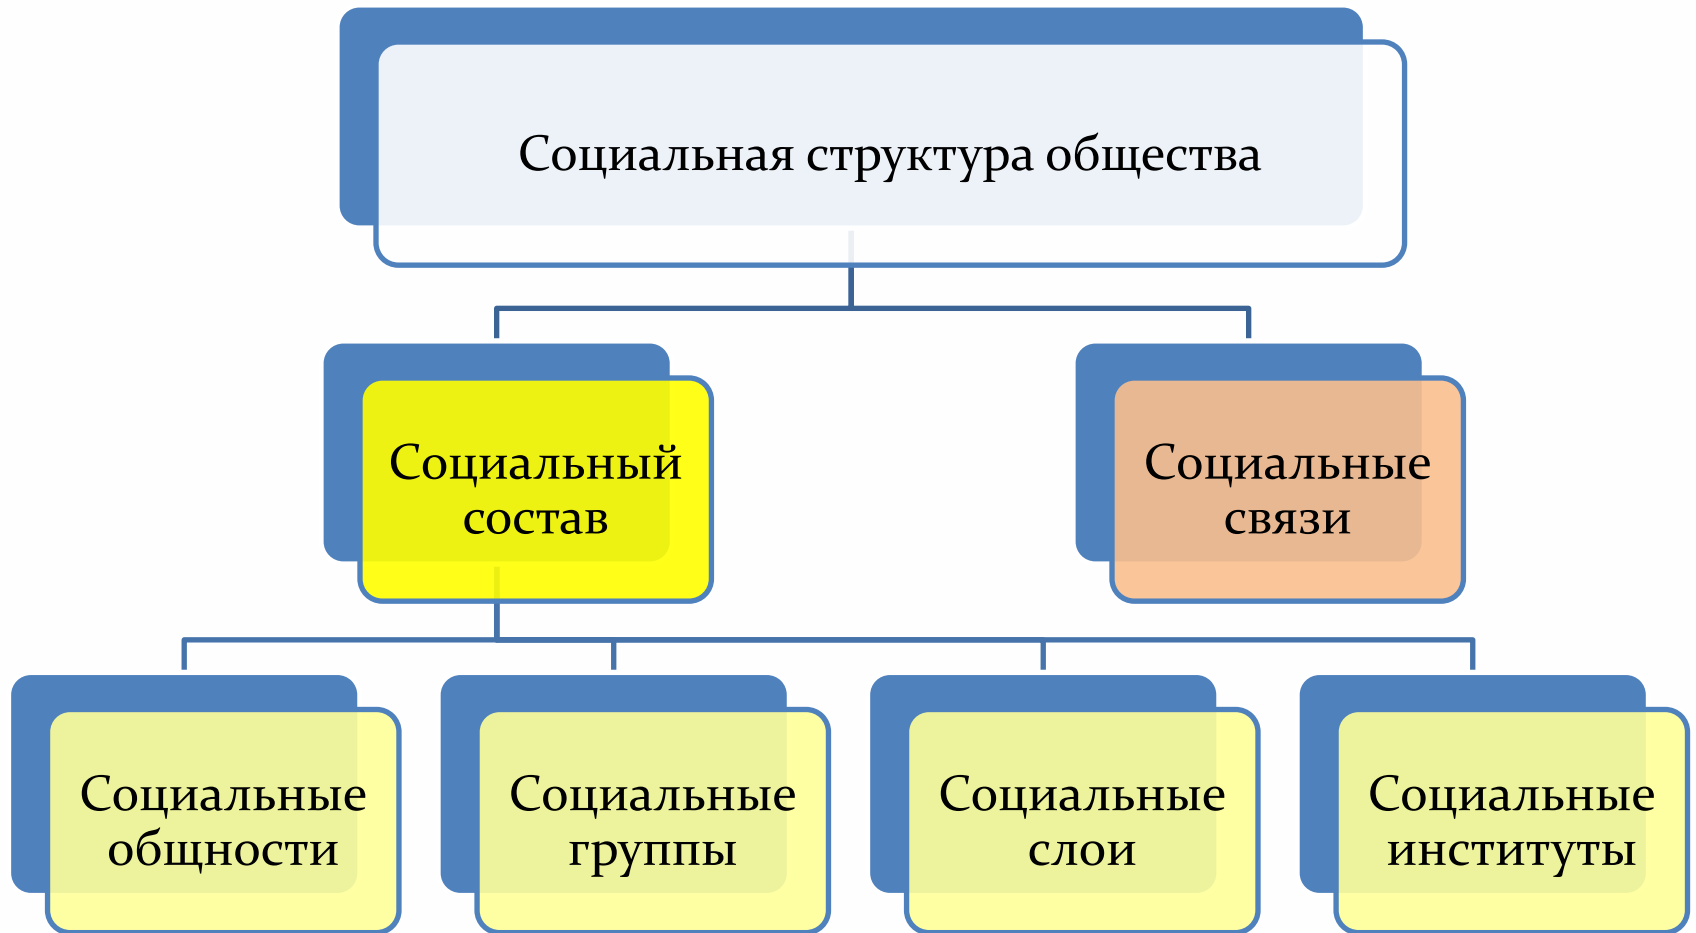 Социальная структура общества
Социальный
состав
Социальные
связи
Социальные
общности
Социальные
группы
Социальные
слои
Социальные
институты